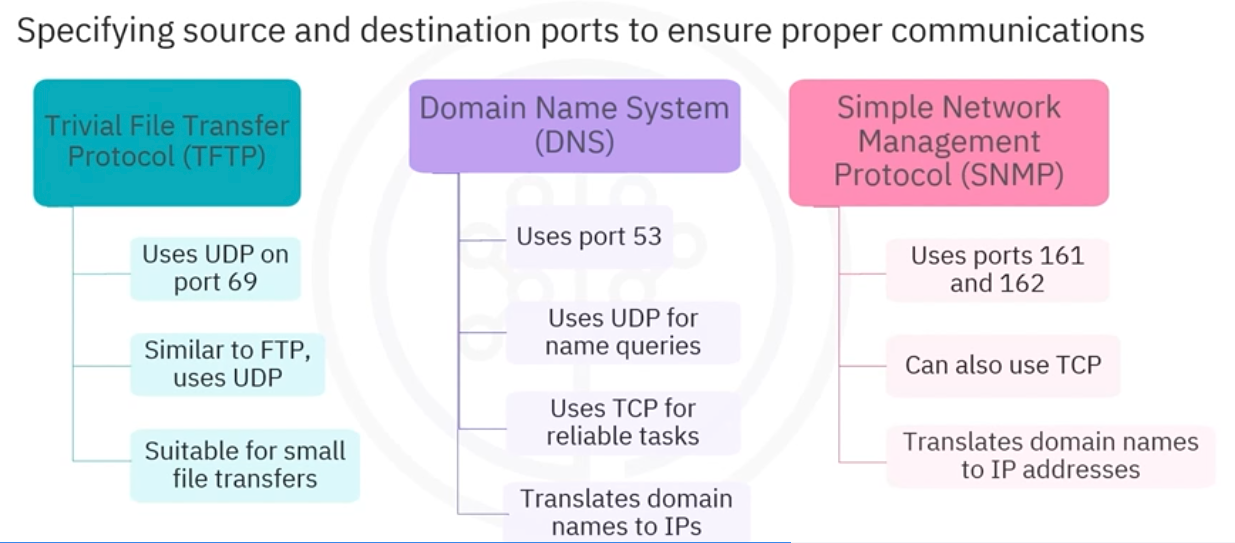 Specifying source and destination ports to ensure proper communications
Trivial File Transfer
Protocol (TFTP)
Uses UDP on
port 69
Similar to FTP,
uses UDP
Suitable for small
file transfers
Domain Name System
(DNS)
Uses port 53
Uses UDP for
name queries
Uses TCP for
reliable tasks
Translates domain
names to IPs
Simple Network
Management
Protocol (SNMP)
Uses ports 161
and 162
Can also use TCP
Translates domain names
to IP addresses